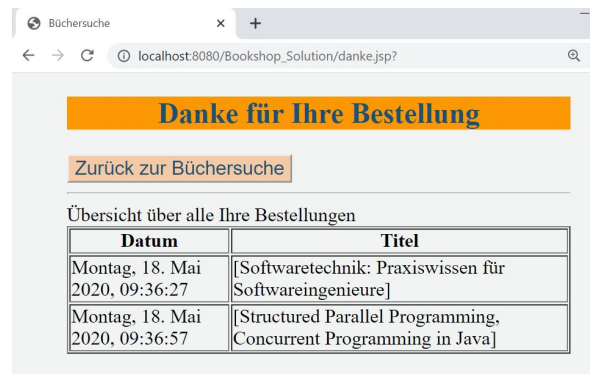 Büchersuche
localhost:8080/Bookshop_Solution/danke.jsp?
Danke für Ihre Bestellung
Zurück zur Büchersuche
Übersicht über alle Ihre Bestellungen
Datum Titel
Montag, 18. Mai [Softwaretechnik: Praxiswissen für
2020, 09:36:27 Softwareingenieure]
Montag, 18. Mai [Structured Parallel Programming,
2020, 09:36:57 Concurrent Programming in Java]